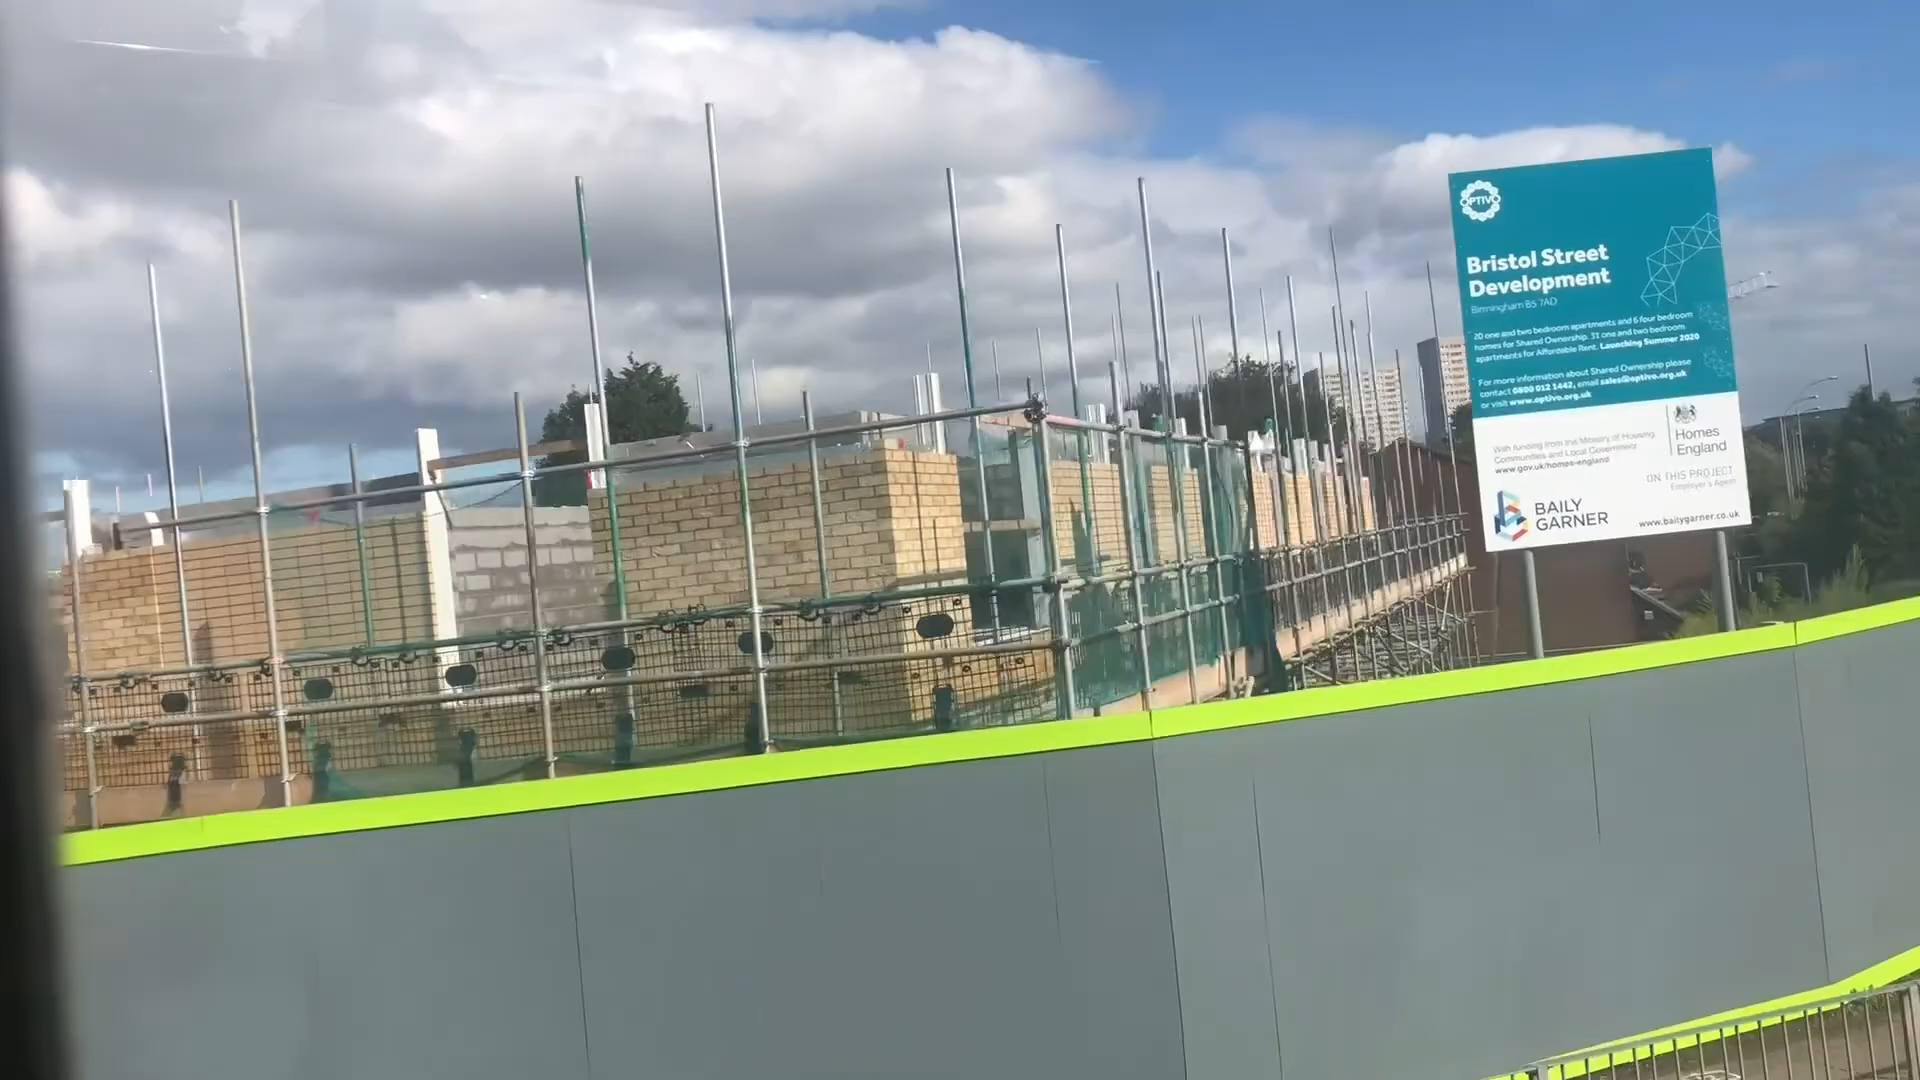 OPTIVO
Bristol Street
Development
Birmingham B5 7AD
20 one and two bedroom apartments and 6 four bedroom
homes for Shared Ownership. 31 one and two bedroom
apartments for Affordable Rent. Launching Summer 2020
For more information about Shared Ownership please
contact 0800 012 1442, email sales@optivo.org.uk
or visit www.optivo.org.uk
With funding from the Ministry of Housing,
Communities and Local Government
www.gov.uk/homes-england
Homes
England
ON THIS PROJECT
Employer's Agent
BAILY
GARNER
www.bailygarner.co.uk